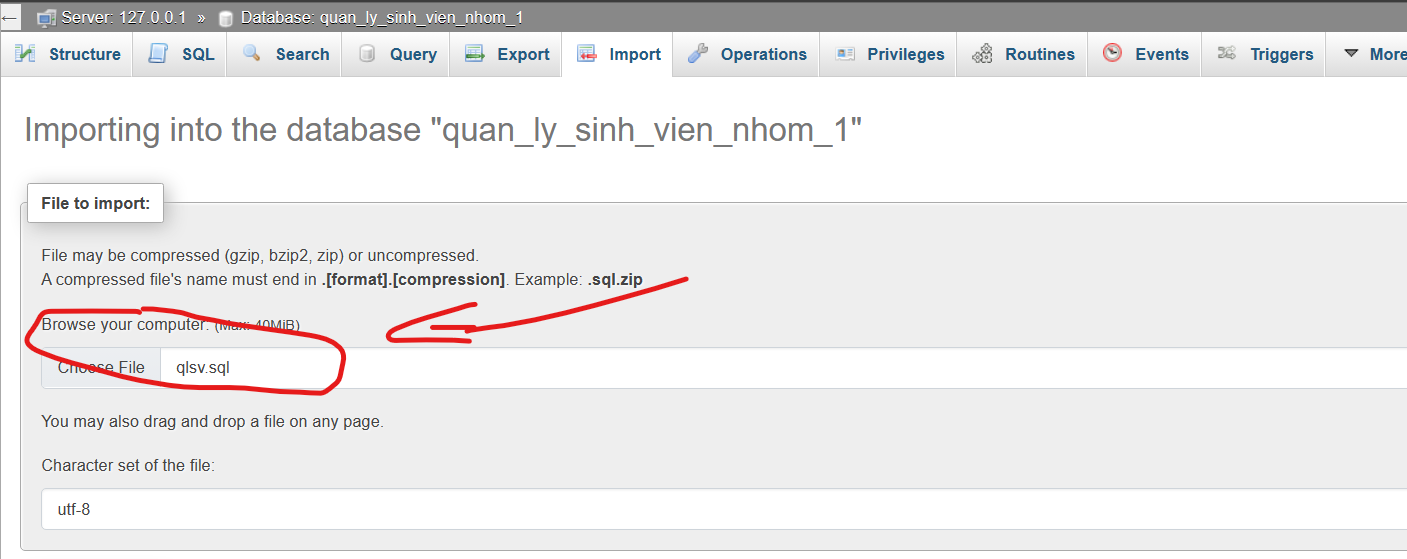 ← Server: 127.0.0.1 » Database: quan_ly_sinh_vien_nhom_1
Structure SQL Search Query Export Import Operations Privileges Routines Events Triggers More
Importing into the database "quan_ly_sinh_vien_nhom_1"
File to import:
File may be compressed (gzip, bzip2, zip) or uncompressed.
A compressed file's name must end in .[format].[compression]. Example: .sql.zip
Browse your computer: (Max: 40MiB)
Choose File qlsv.sql
You may also drag and drop a file on any page.
Character set of the file:
utf-8